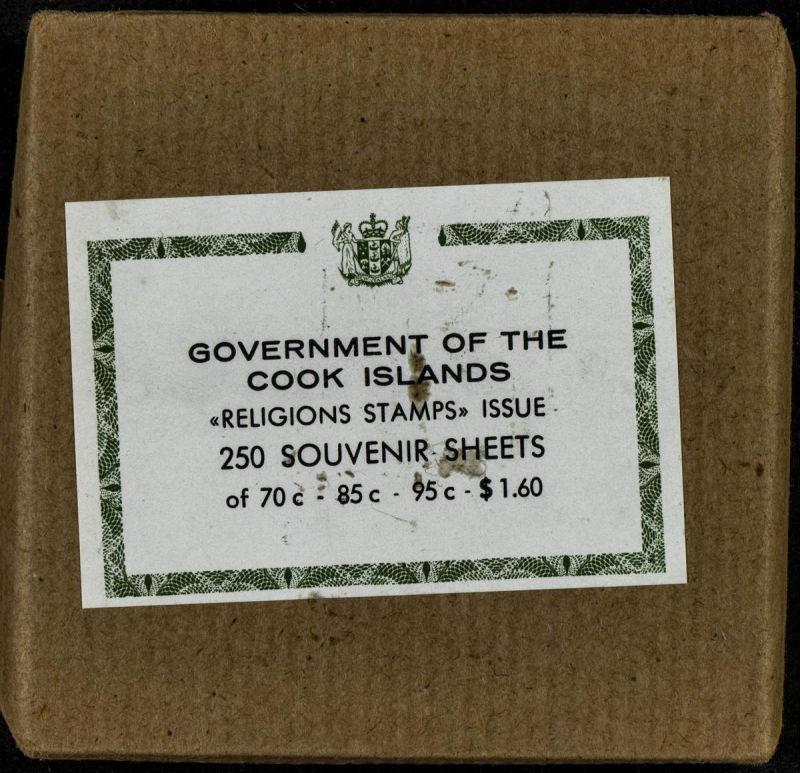 GOVERNMENT OF THE
COOK ISLANDS
«RELIGIONS STAMPS» ISSUE
250 SOUVENIR SHEETS
of 70c - 85c - 95c - $1.60